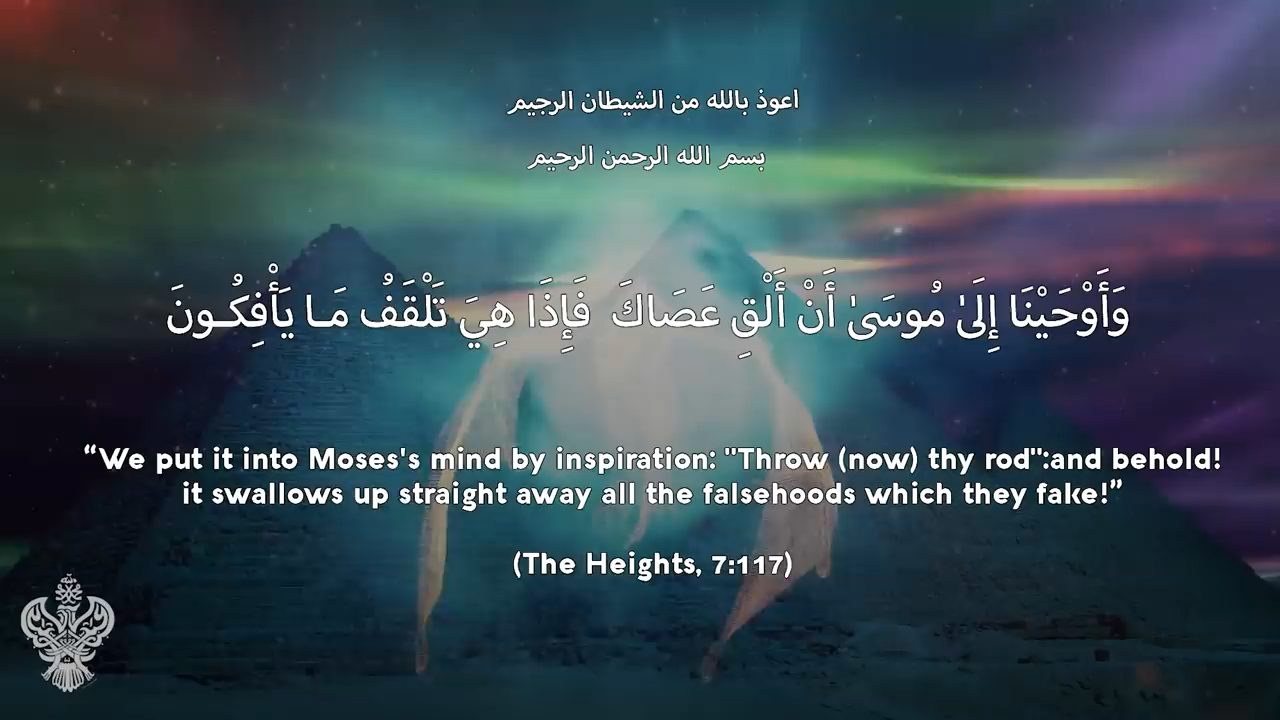 اعوذ بالله من الشيطان الرجيم
بسم الله الرحمن الرحيم
وَأَوْحَيْنَا إِلَىٰ مُوسَىٰ أَنْ أَلْقِ عَصَاكَ فَإِذَا هِيَ تَلْقَفُ مَـا يَأْفِكُـونَ
“We put it into Moses's mind by inspiration: "Throw (now) thy rod":and behold!
it swallows up straight away all the falsehoods which they fake!”
(The Heights, 7:117)